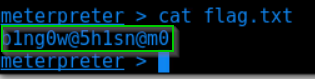 meterpreter > cat flag.txt
p1ng0w@5h1sn@m0
meterpreter >